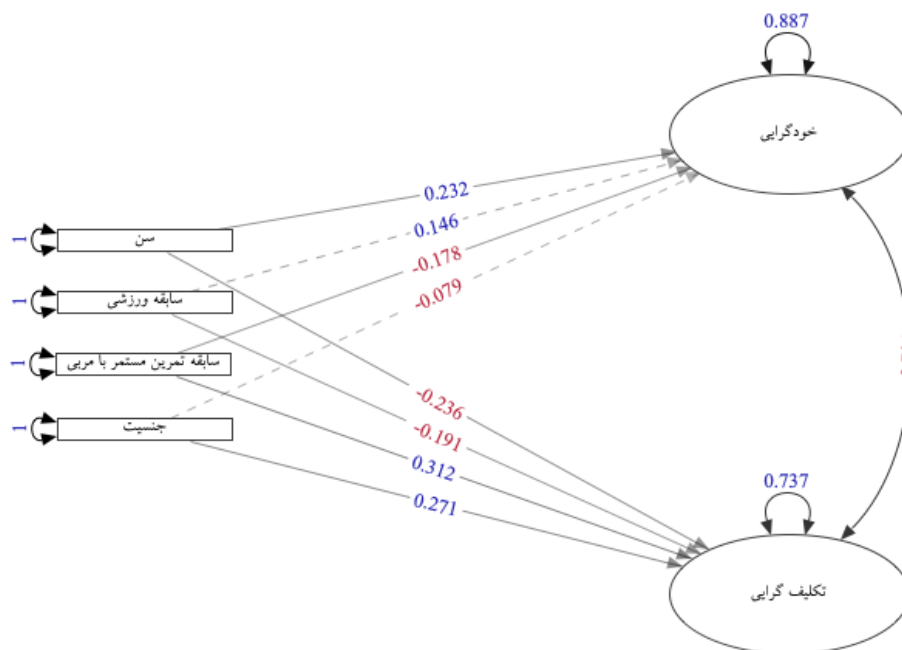 0.887
خودگرایی
0.232
0.146
-0.178
-0.079
1
سن
1
سابقه ورزشی
1
سابقه تمرین مستمر با مربی
1
جنسیت
-0.236
-0.191
0.312
0.271
0.737
تکلیف گرایی